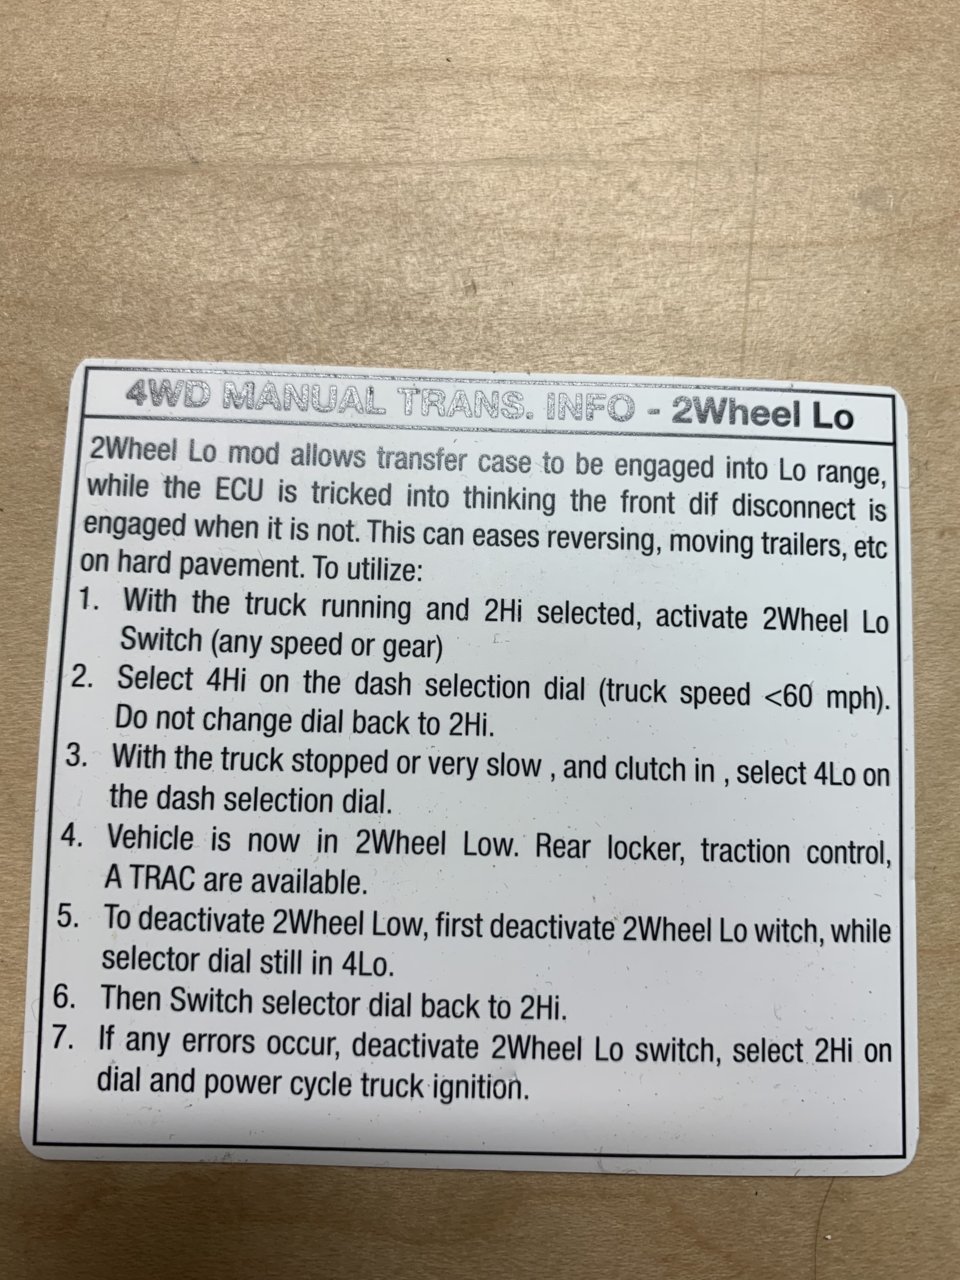 4WD MANUAL TRANS. INFO - 2Wheel Lo
2Wheel Lo mod allows transfer case to be engaged into Lo range,
while the ECU is tricked into thinking the front dif disconnect is
engaged when it is not. This can eases reversing, moving trailers, etc
on hard pavement. To utilize:
1. With the truck running and 2Hi selected, activate 2Wheel Lo
Switch (any speed or gear)
2. Select 4Hi on the dash selection dial (truck speed <60 mph).
Do not change dial back to 2Hi.
3. With the truck stopped or very slow , and clutch in , select 4Lo on
the dash selection dial.
4. Vehicle is now in 2Wheel Low. Rear locker, traction control,
A TRAC are available.
5. To deactivate 2Wheel Low, first deactivate 2Wheel Lo witch, while
selector dial still in 4Lo.
6. Then Switch selector dial back to 2Hi.
7. If any errors occur, deactivate 2Wheel Lo switch, select 2Hi on
dial and power cycle truck ignition.